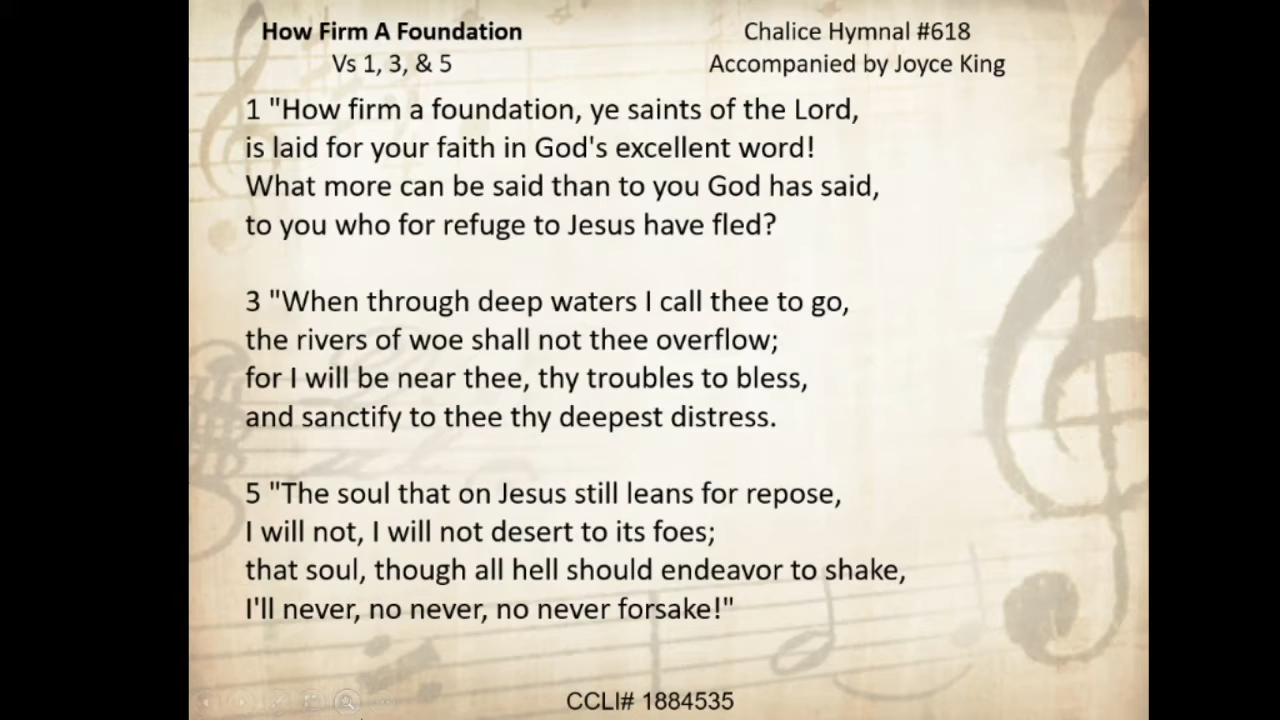 How Firm A Foundation
Vs 1, 3, & 5
Chalice Hymnal #618
Accompanied by Joyce King
1 "How firm a foundation, ye saints of the Lord,
is laid for your faith in God's excellent word!
What more can be said than to you God has said,
to you who for refuge to Jesus have fled?
3 "When through deep waters I call thee to go,
the rivers of woe shall not thee overflow;
for I will be near thee, thy troubles to bless,
and sanctify to thee thy deepest distress.
5 "The soul that on Jesus still leans for repose,
I will not, I will not desert to its foes;
that soul, though all hell should endeavor to shake,
I'll never, no never, no never forsake!"
CCLI# 1884535